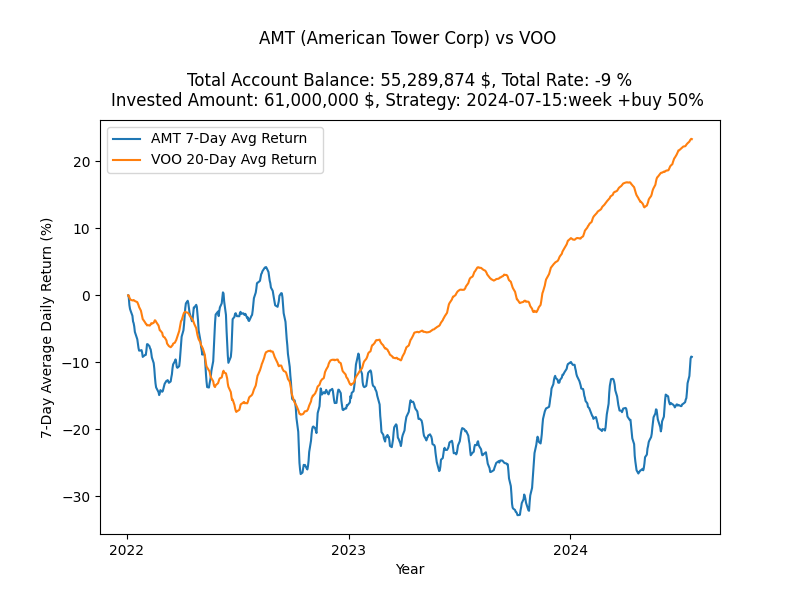 AMT (American Tower Corp) vs VOO
Total Account Balance: 55,289,874 $, Total Rate: -9 %
Invested Amount: 61,000,000 $, Strategy: 2024-07-15:week +buy 50%
AMT 7-Day Avg Return
VOO 20-Day Avg Return
7-Day Average Daily Return (%)
20
10
0
−10
−20
−30
2022
2023
2024
Year